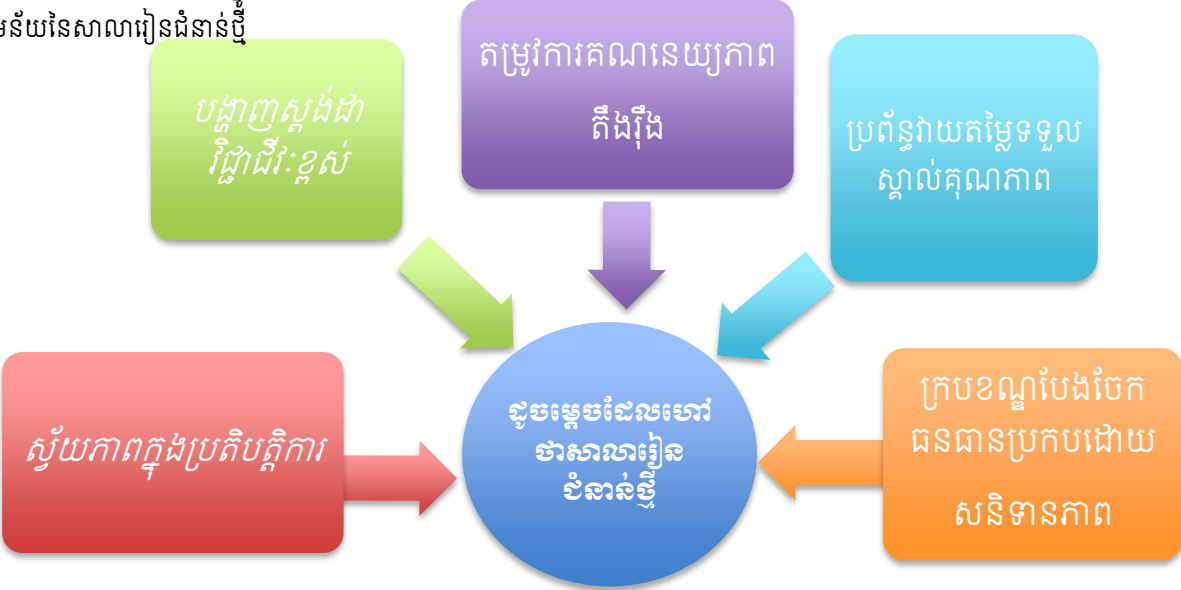 នៃសាលារៀនជំនាន់ថ្មី
បង្ហាញស្តង់ដា
វិជ្ជាជីវៈខ្ពស់
តម្រូវការគណនេយ្យភាព
តឹងរ៉ឹង
ប្រព័ន្ធវាយតម្លៃទទួល
ស្គាល់គុណភាព
ស្វ័យភាពក្នុងប្រតិបត្តិការ
ដូចម្តេចដែលហៅ
ថាសាលារៀន
ជំនាន់ថ្មី
ក្របខណ្ឌបែងចែក
ធនធានប្រកបដោយ
សនិទានភាព